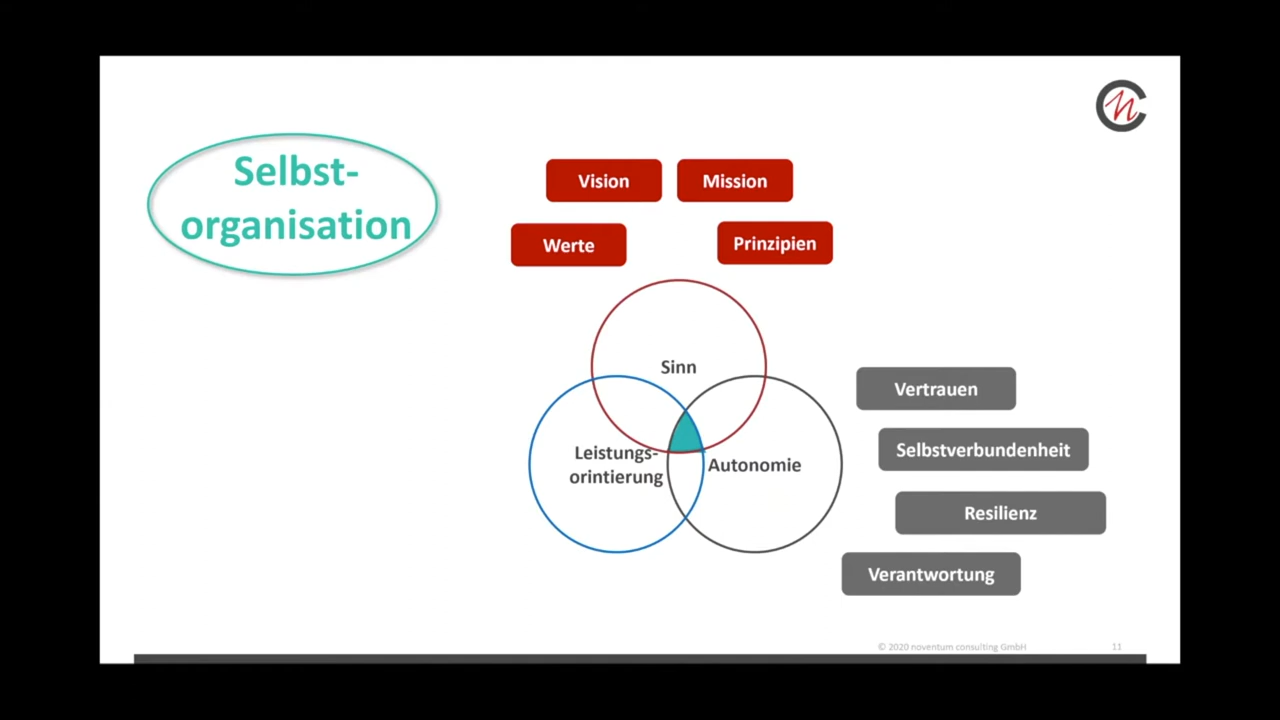 Selbst-
organisation
Vision
Mission
Werte
Prinzipien
Sinn
Leistungs-
orintierung
Autonomie
Vertrauen
Selbstverbundenheit
Resilienz
Verantwortung
© 2020 noventum consulting GmbH
11